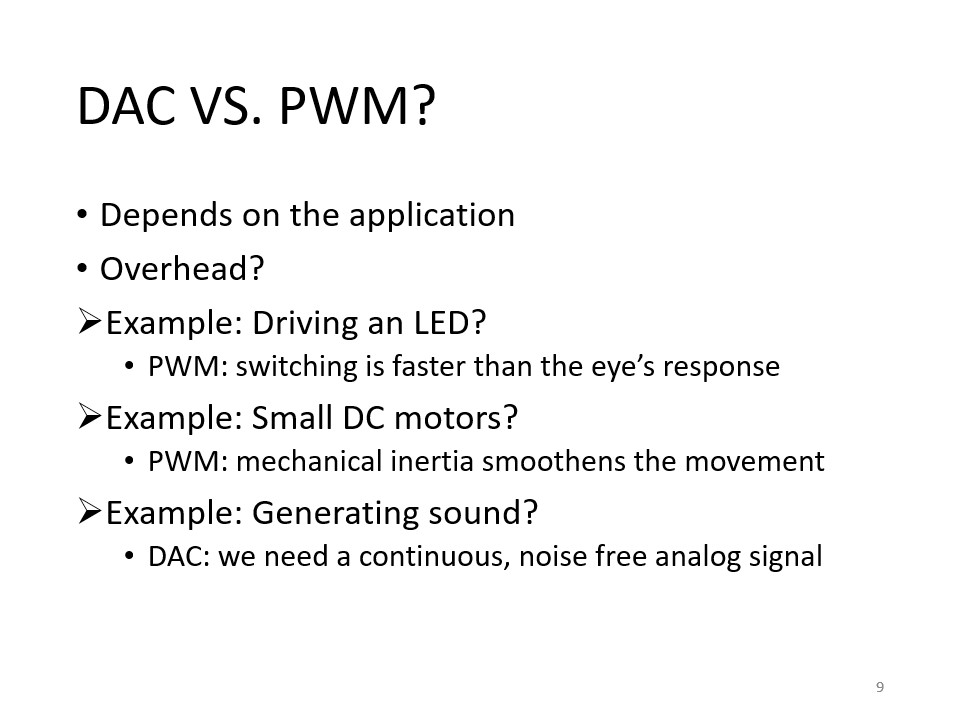 DAC VS. PWM?
• Depends on the application
• Overhead?
➢Example: Driving an LED?
• PWM: switching is faster than the eye’s response
➢Example: Small DC motors?
• PWM: mechanical inertia smoothens the movement
➢Example: Generating sound?
• DAC: we need a continuous, noise free analog signal
9